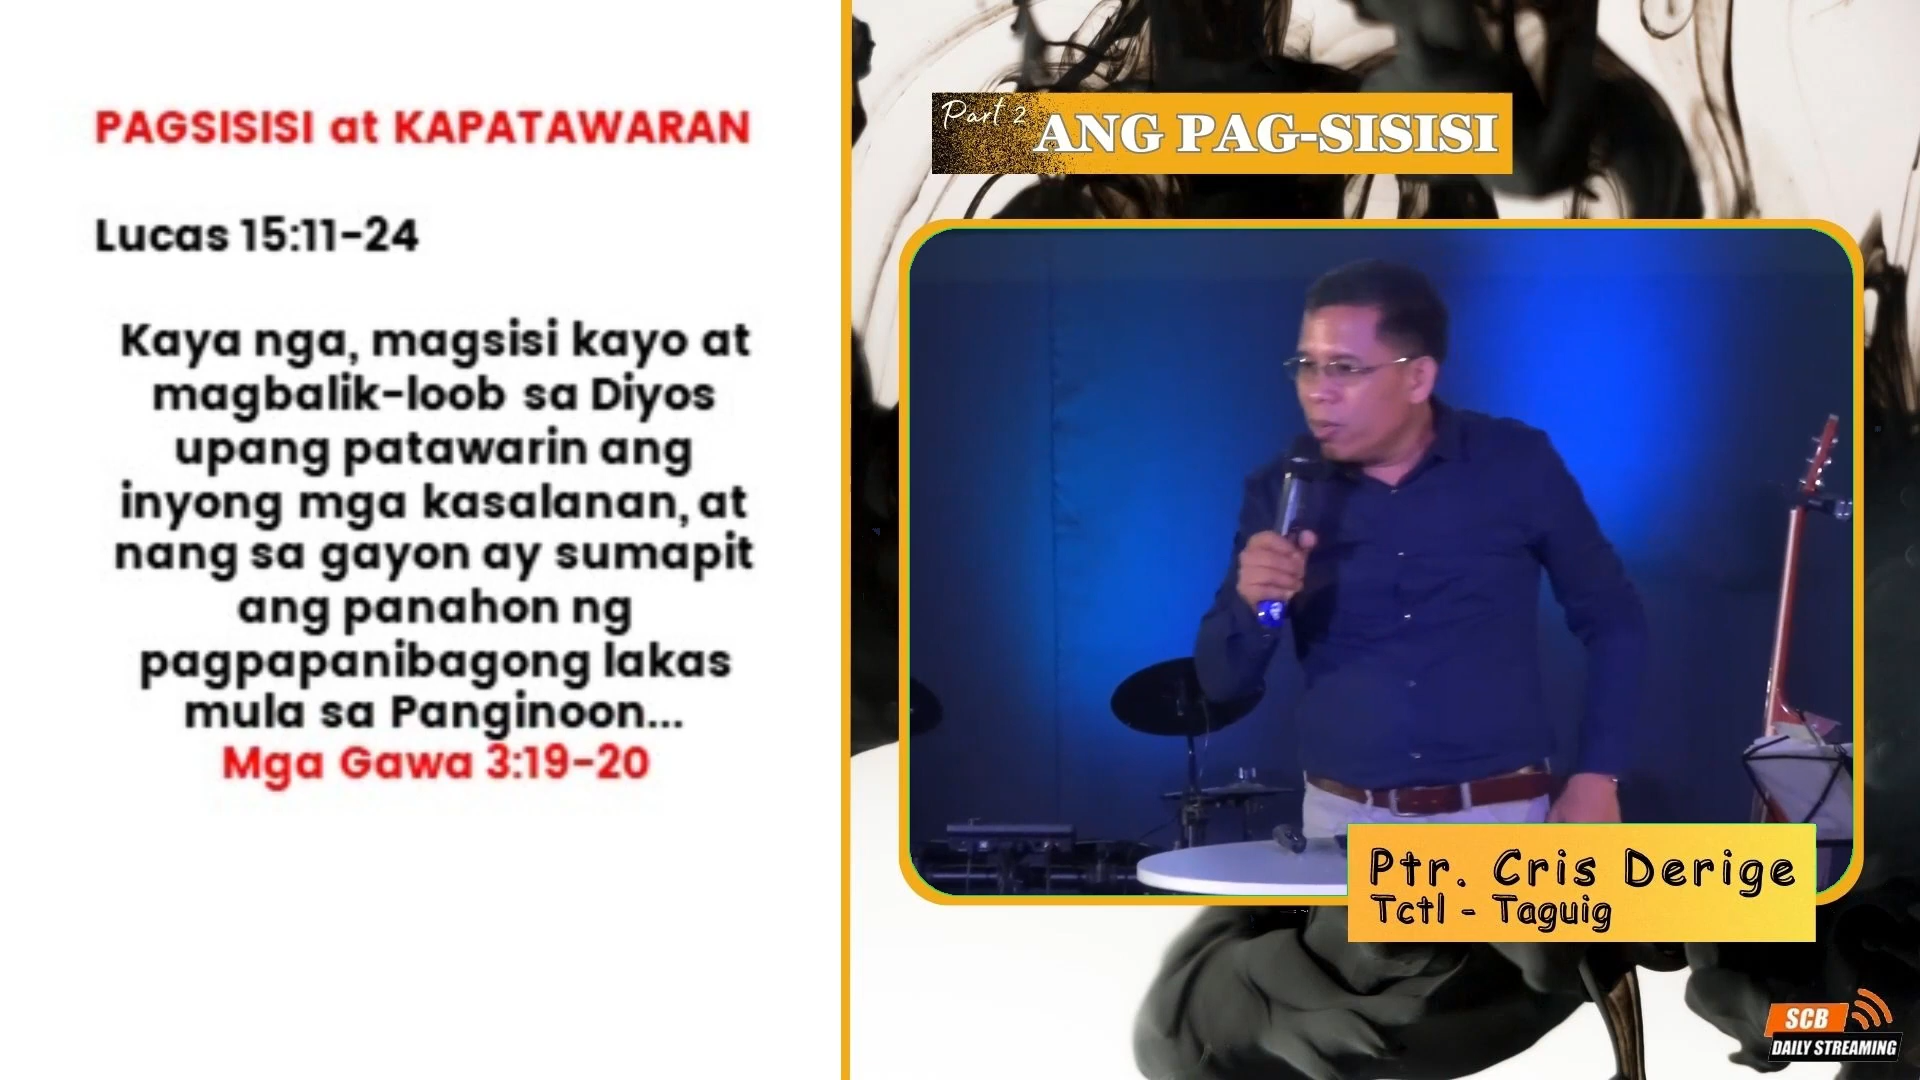 PAGSISISI at KAPATAWARAN
Lucas 15:11-24
Kaya nga, magsisi kayo at
magbalik-loob sa Diyos
upang patawarin ang
inyong mga kasalanan, at
nang sa gayon ay sumapit
ang panahon ng
pagpapanibagong lakas
mula sa Panginoon...
Mga Gawa 3:19-20
Part 2
ANG PAG-SISISI
Ptr. Cris Derige
Tctl - Taguig
SCB
DAILY STREAMING